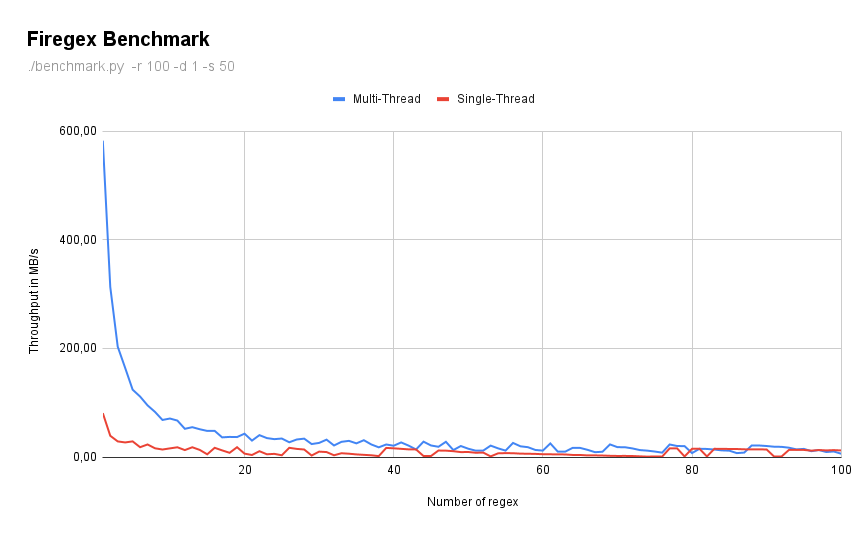 Firegex Benchmark
./benchmark.py -r 100 -d 1 -s 50
Multi-Thread Single-Thread
600,00
400,00
200,00
0,00
Throughput in MB/s
20 40 60 80 100
Number of regex